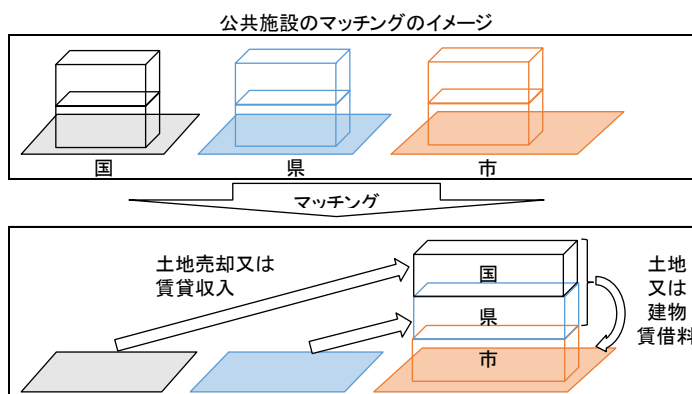 公共施設のマッチングのイメージ
国
県
市
マッチング
土地売却又は
賃貸収入
国
県
市
土地
又は
建物
賃借料